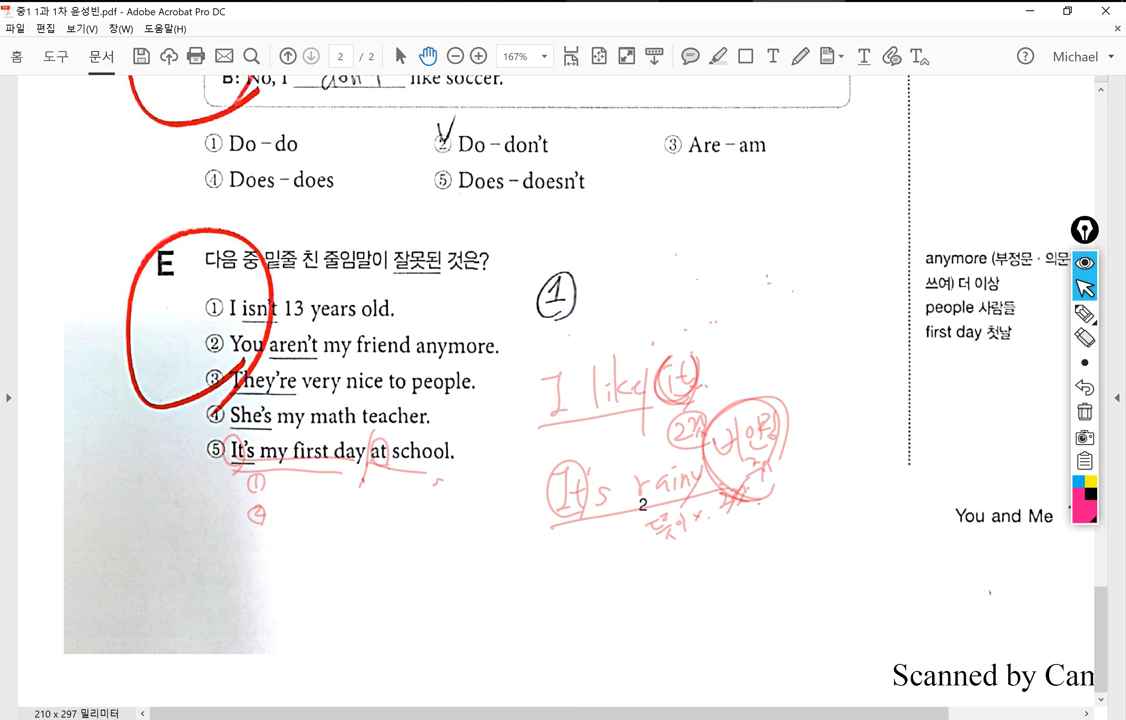 중1 1과 1차 윤성빈.pdf - Adobe Acrobat Pro DC
파일 편집 보기(V) 창(W) 도움말(H)
홈 도구 문서 2 / 2 167% Michael
B: No, I don't like soccer.
① Do – do ② Do – don't ③ Are – am
④ Does – does ⑤ Does – doesn't
E 다음 중 밑줄 친 줄임말이 잘못된 것은?
① I isn't 13 years old.
② You aren't my friend anymore.
③ They're very nice to people.
④ She's my math teacher.
⑤ It's my first day at school.
①
②
①
I like it.
It's rainy
2
anymore (부정문 · 의문
쓰여) 더 이상
people 사람들
first day 첫날
You and Me
Scanned by Cam
210 x 297 밀리미터